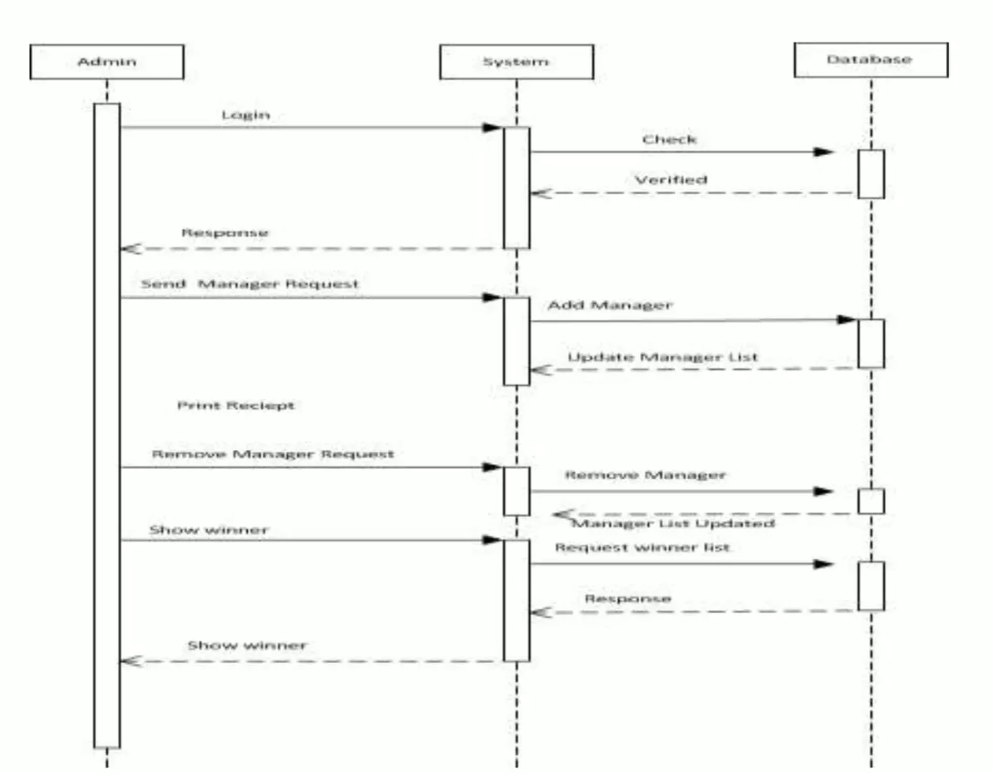 Admin
System
Database
Login
Check
Verified
Response
Send Manager Request
Add Manager
Update Manager List
Print Reciept
Remove Manager Request
Remove Manager
Manager List Updated
Show winner
Request winner list
Response
Show winner